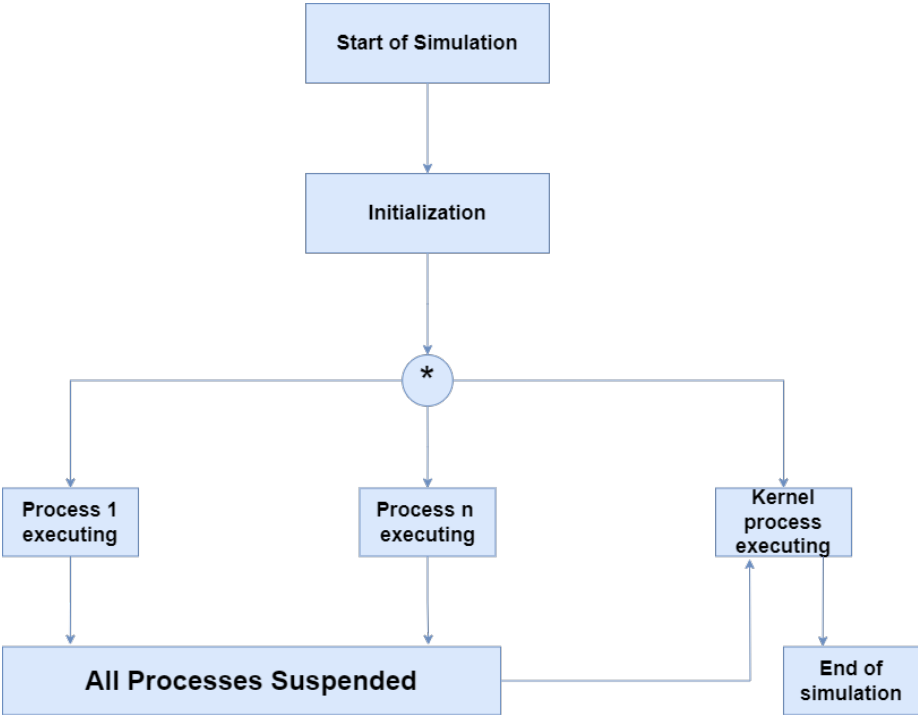 Start of Simulation
Initialization
*
Process 1
executing
Process n
executing
Kernel
process
executing
All Processes Suspended
End of
simulation